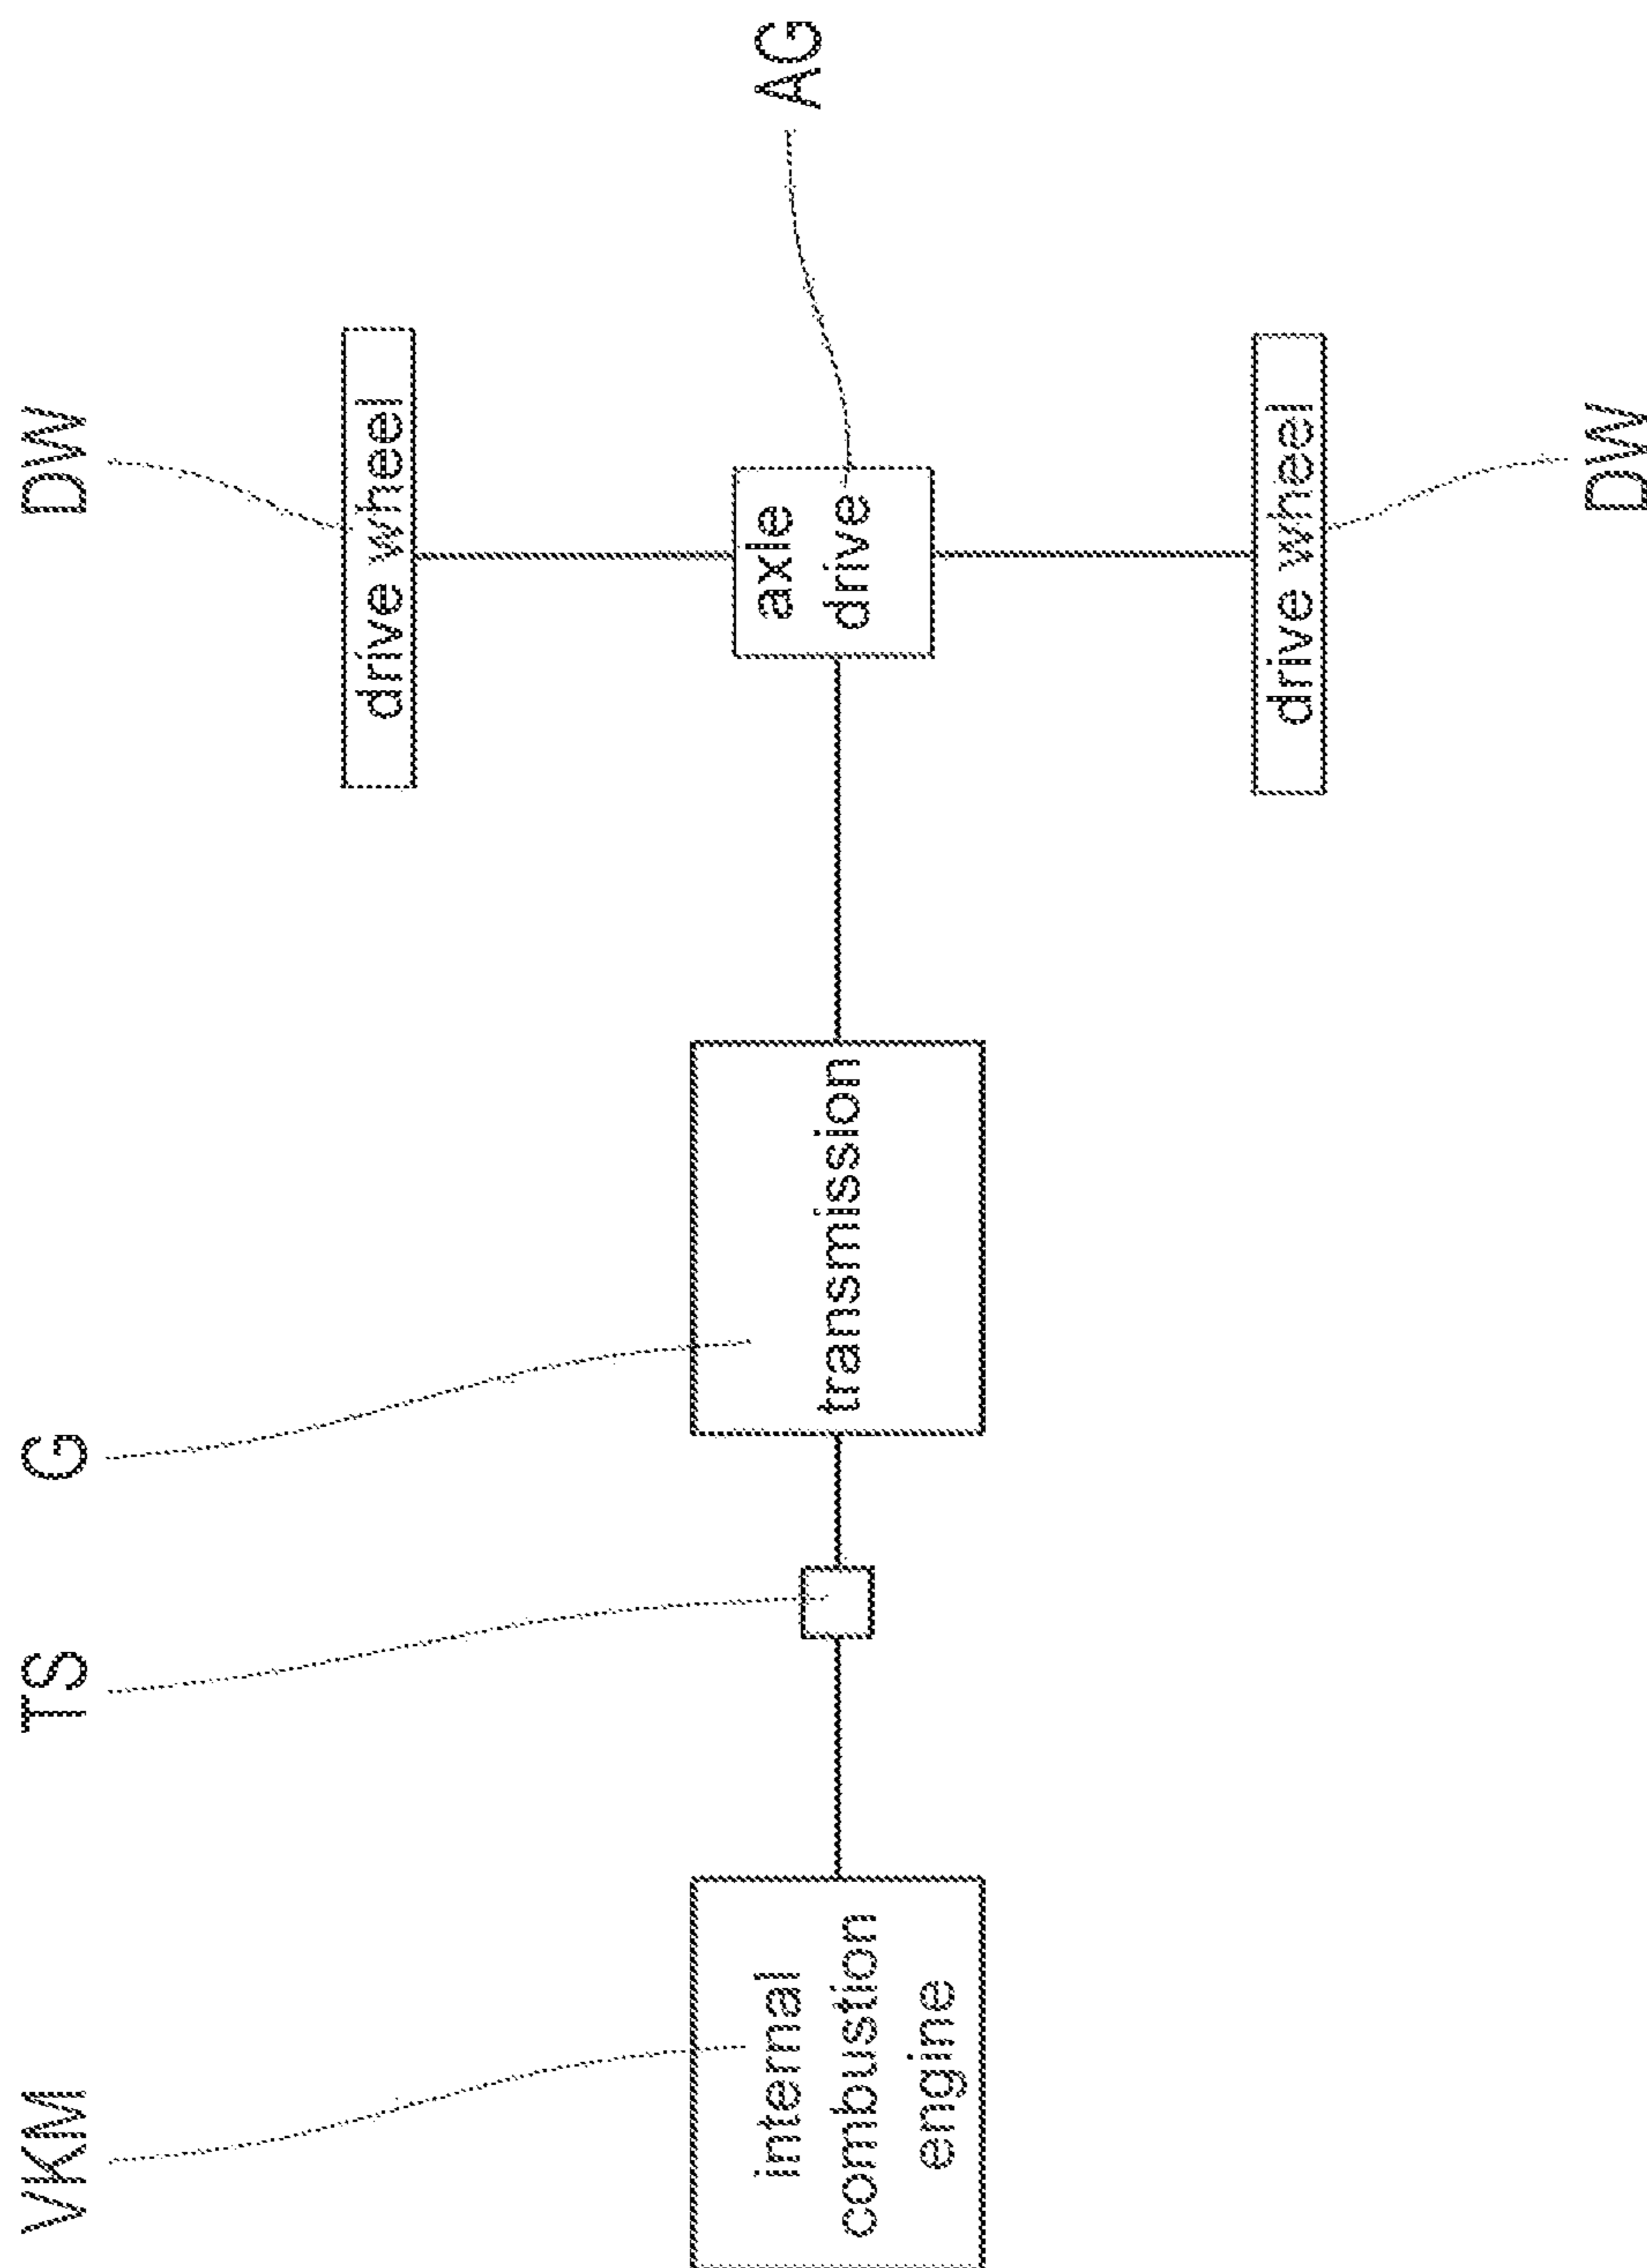 VKM
TS
G
DW
drive wheel
internal
combustion
engine
transmission
axle
drive
AG
drive wheel
DW